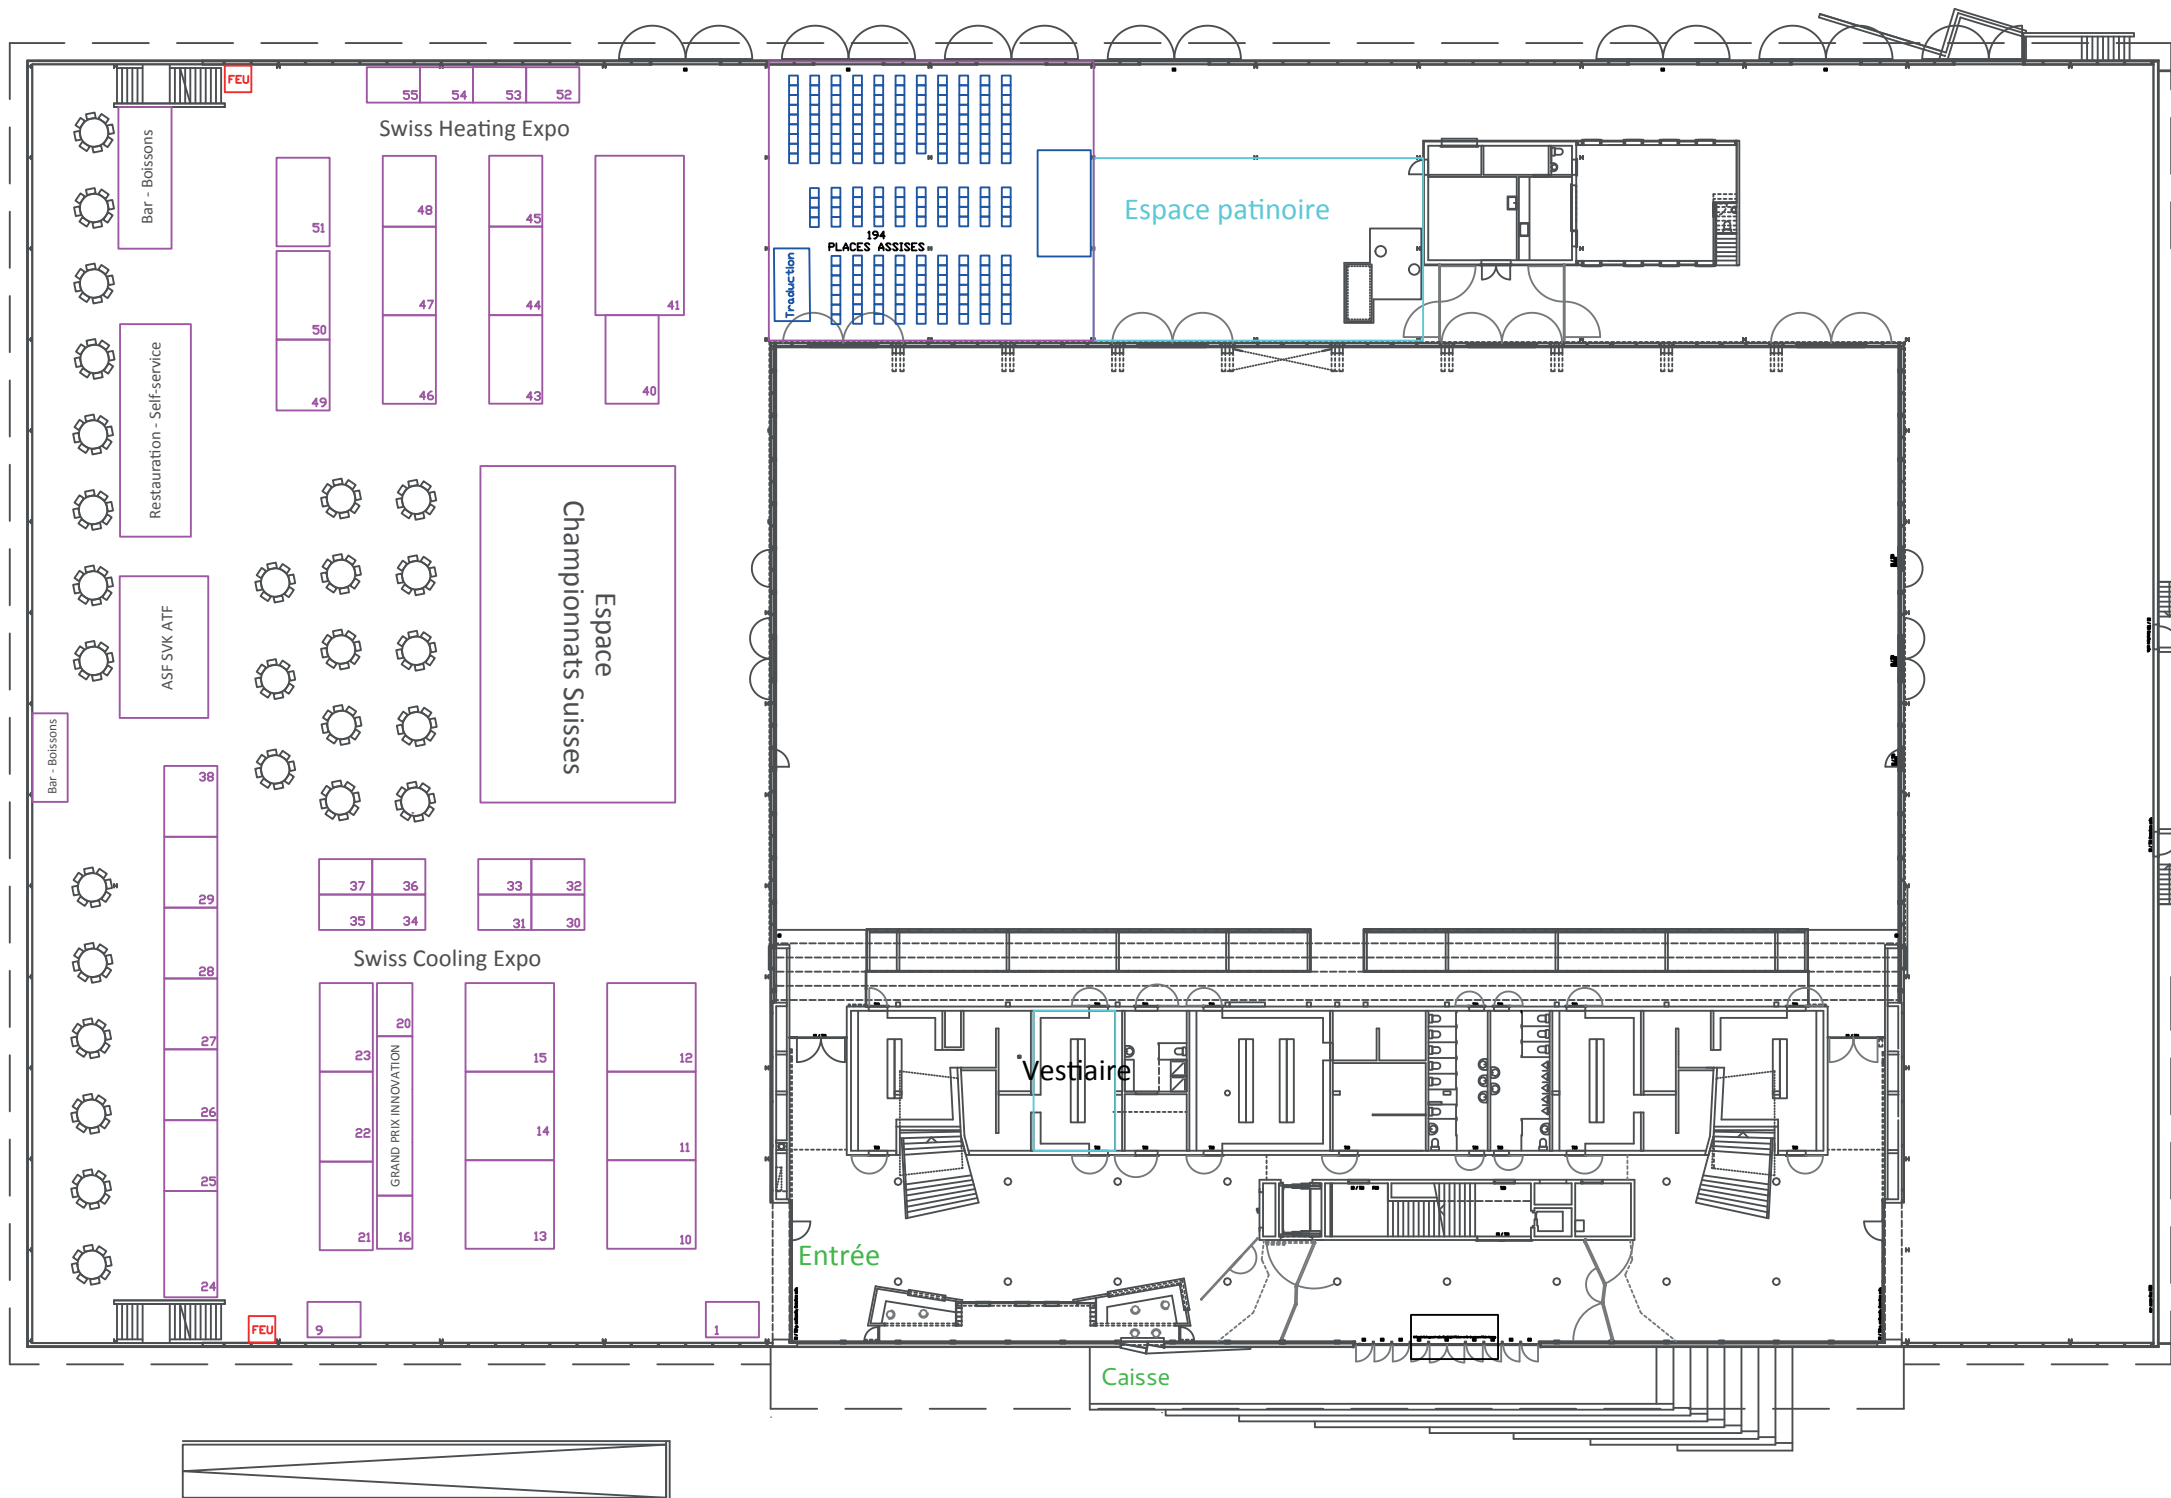 FEU
55
54
53
52
Swiss Heating Expo
Bar - Boissons
51
48
45
41
50
47
44
49
46
43
40
194
PLACES ASSISES
Traduction
Espace patinoire
Restauration - Self-service
Espace
Championnats Suisses
ASF SVK ATF
Bar - Boissons
38
29
28
27
26
25
24
37
36
35
34
33
32
31
30
Swiss Cooling Expo
23
22
21
20
GRAND PRIX INNOVATION
16
15
14
13
12
11
10
Vestiaire
Entrée
FEU
9
1
Caisse